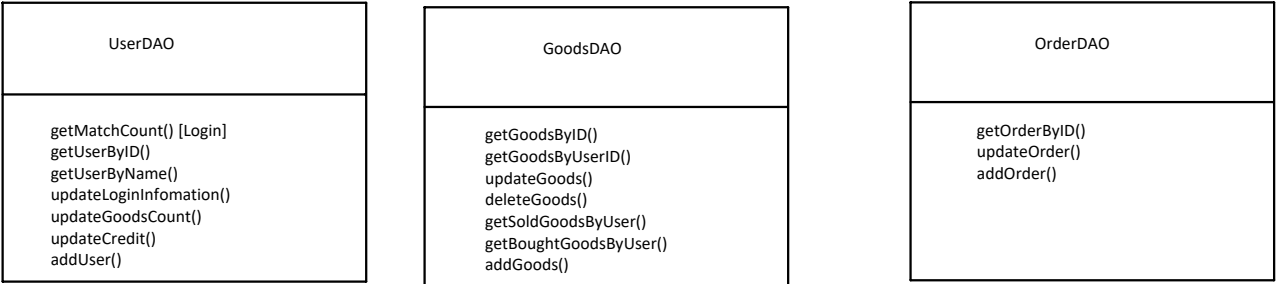 UserDAO
getMatchCount() [Login]
getUserByID()
getUserByName()
updateLoginInfomation()
updateGoodsCount()
updateCredit()
addUser()
GoodsDAO
getGoodsByID()
getGoodsByUserID()
updateGoods()
deleteGoods()
getSoldGoodsByUser()
getBoughtGoodsByUser()
addGoods()
OrderDAO
getOrderByID()
updateOrder()
addOrder()